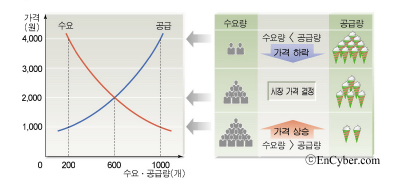 가격
(원)
수요
공급
4,000
2,000
1,000
0
200
600
1000
수요·공급량(개)
수요량
공급량
수요량 < 공급량
가격 하락
시장 가격 결정
가격 상승
수요량 > 공급량
©EnCyber.com